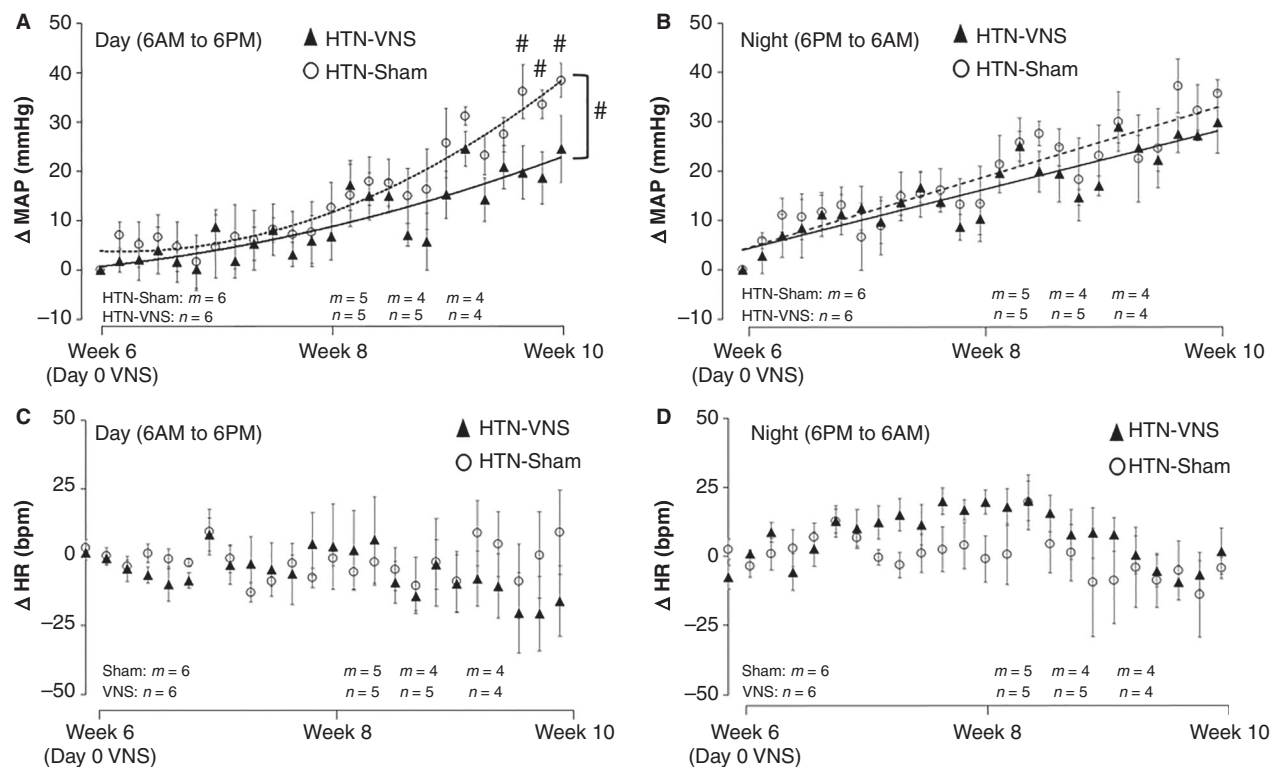 A
Day (6AM to 6PM)
▲ HTN-VNS
○ HTN-Sham
# #
#
#
Δ MAP (mmHg)
50
40
30
20
10
0
–10
HTN-Sham: m = 6 m = 5 m = 4 m = 4
HTN-VNS: n = 6 n = 5 n = 5 n = 4
Week 6 Week 8 Week 10
(Day 0 VNS)
B
Night (6PM to 6AM)
▲ HTN-VNS
○ HTN-Sham
Δ MAP (mmHg)
50
40
30
20
10
0
–10
HTN-Sham: m = 6 m = 5 m = 4 m = 4
HTN-VNS: n = 6 n = 5 n = 5 n = 4
Week 6 Week 8 Week 10
(Day 0 VNS)
C
Day (6AM to 6PM)
▲ HTN-VNS
○ HTN-Sham
Δ HR (bpm)
50
25
0
–25
–50
Sham: m = 6 m = 5 m = 4 m = 4
VNS: n = 6 n = 5 n = 5 n = 4
Week 6 Week 8 Week 10
(Day 0 VNS)
D
Night (6PM to 6AM)
▲ HTN-VNS
○ HTN-Sham
Δ HR (bpm)
50
25
0
–25
–50
Sham: m = 6 m = 5 m = 4 m = 4
VNS: n = 6 n = 5 n = 5 n = 4
Week 6 Week 8 Week 10
(Day 0 VNS)